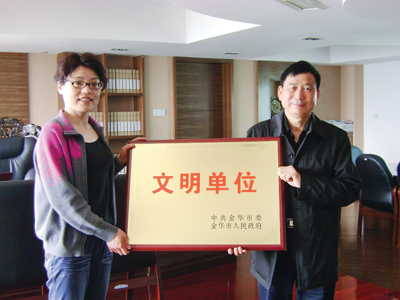 文明单位
中共金华市委
金华市人民政府